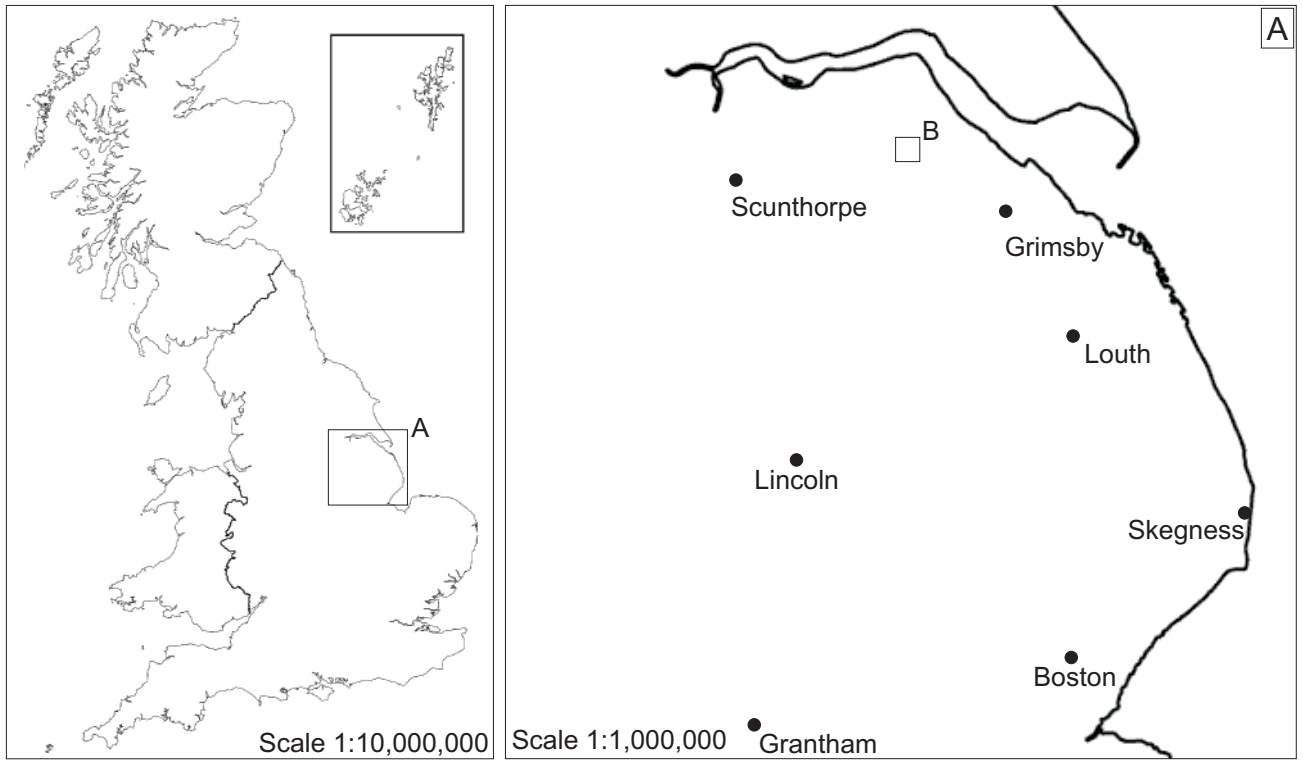 A
Scale 1:10,000,000
A
B
Scunthorpe
Grimsby
Louth
Lincoln
Skegness
Boston
Scale 1:1,000,000
Grantham